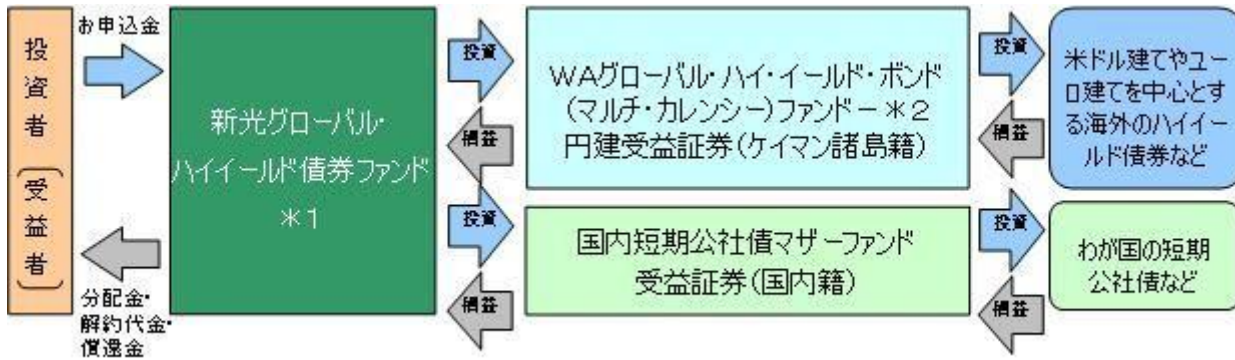 投資者
(受益者)
お申込金
分配金・
解約代金・
償還金
新光グローバル・
ハイイールド債券ファンド
＊1
投資
損益
投資
損益
WAグローバル・ハイ・イールド・ボンド
(マルチ・カレンシー)ファンドー＊2
円建受益証券(ケイマン諸島籍)
国内短期公社債マザーファンド
受益証券(国内籍)
投資
損益
投資
損益
米ドル建てやユー
ロ建てを中心とす
る海外のハイイー
ルド債券など
わが国の短期
公社債など